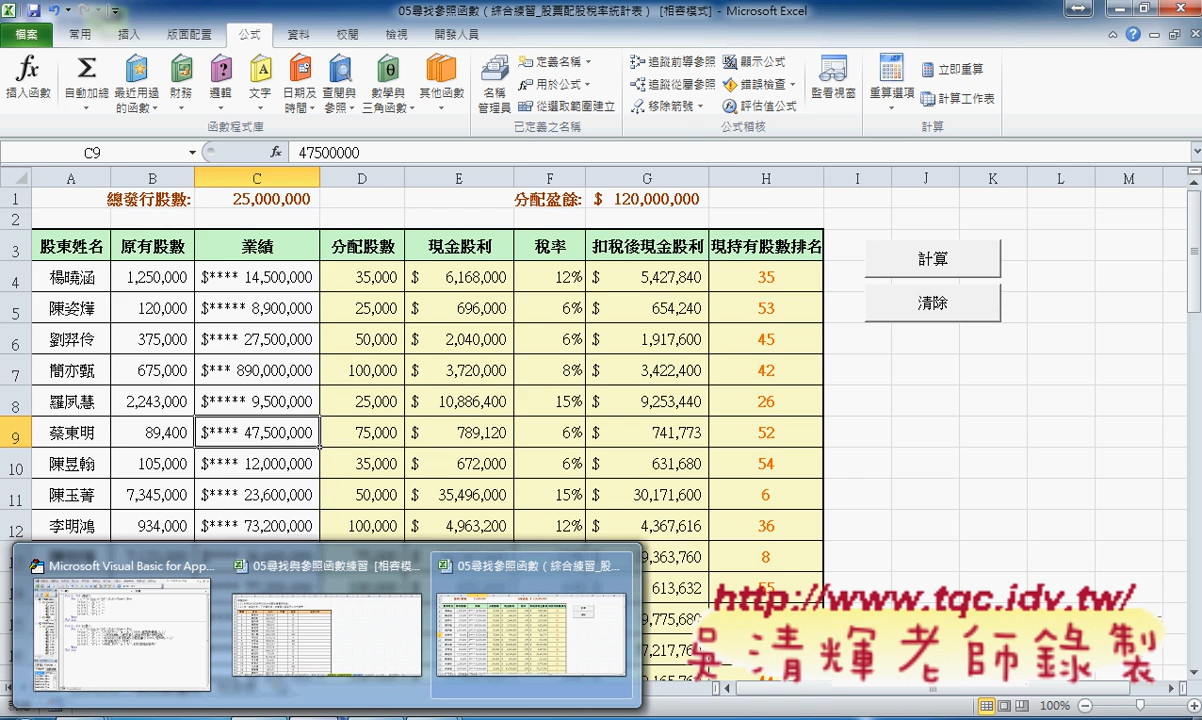 05尋找參照函數（綜合練習_股票配股稅率統計表） [相容模式] - Microsoft Excel
檔案 常用 插入 版面配置 公式 資料 校閱 檢視 開發人員
插入函數 自動加總 最近用過的函數 財務 邏輯 文字 日期及時間 查閱與參照 數學與三角函數 其他函數
名稱管理員 定義名稱 用於公式 從選取範圍建立
追蹤前導參照 追蹤從屬參照 移除箭號 顯示公式 錯誤檢查 評估值公式
監看視窗 重算選項 立即重算 計算工作表
函數程式庫 已定義之名稱 公式稽核 計算
C9 fx 47500000
A B C D E F G H I J K L M
1 總發行股數: 25,000,000 分配盈餘: $ 120,000,000
2
3 股東姓名 原有股數 業績 分配股數 現金股利 稅率 扣稅後現金股利 現持有股數排名
4 楊曉涵 1,250,000 $**** 14,500,000 35,000 $ 6,168,000 12% $ 5,427,840 35
計算
5 陳姿燁 120,000 $***** 8,900,000 25,000 $ 696,000 6% $ 654,240 53
清除
6 劉羿伶 375,000 $**** 27,500,000 50,000 $ 2,040,000 6% $ 1,917,600 45
7 簡亦甄 675,000 $*** 890,000,000 100,000 $ 3,720,000 8% $ 3,422,400 42
8 羅夙慧 2,243,000 $***** 9,500,000 25,000 $ 10,886,400 15% $ 9,253,440 26
9 蔡東明 89,400 $**** 47,500,000 75,000 $ 789,120 6% $ 741,773 52
10 陳昱翰 105,000 $**** 12,000,000 35,000 $ 672,000 6% $ 631,680 54
11 陳玉菁 7,345,000 $**** 23,600,000 50,000 $ 35,496,000 15% $ 30,171,600 6
12 李明鴻 934,000 $**** 73,200,000 100,000 $ 4,963,200 12% $ 4,367,616 36
Microsoft Visual Basic for App...
05尋找與參照函數練習 [相容模...
05尋找參照函數（綜合練習_股...
9,363,760 8
613,632 55
http://www.tqc.idv.tw/
吳清輝老師錄製
100%